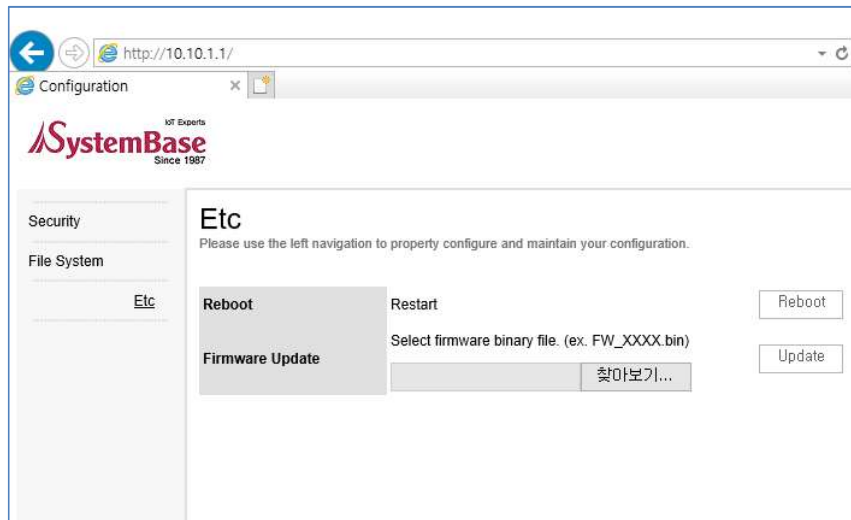 http://10.10.1.1/
Configuration
IoT Experts
SystemBase
Since 1987
Security
File System
Etc
Etc
Please use the left navigation to property configure and maintain your configuration.
Reboot
Restart
Reboot
Firmware Update
Select firmware binary file. (ex. FW_XXXX.bin)
찾아보기...
Update